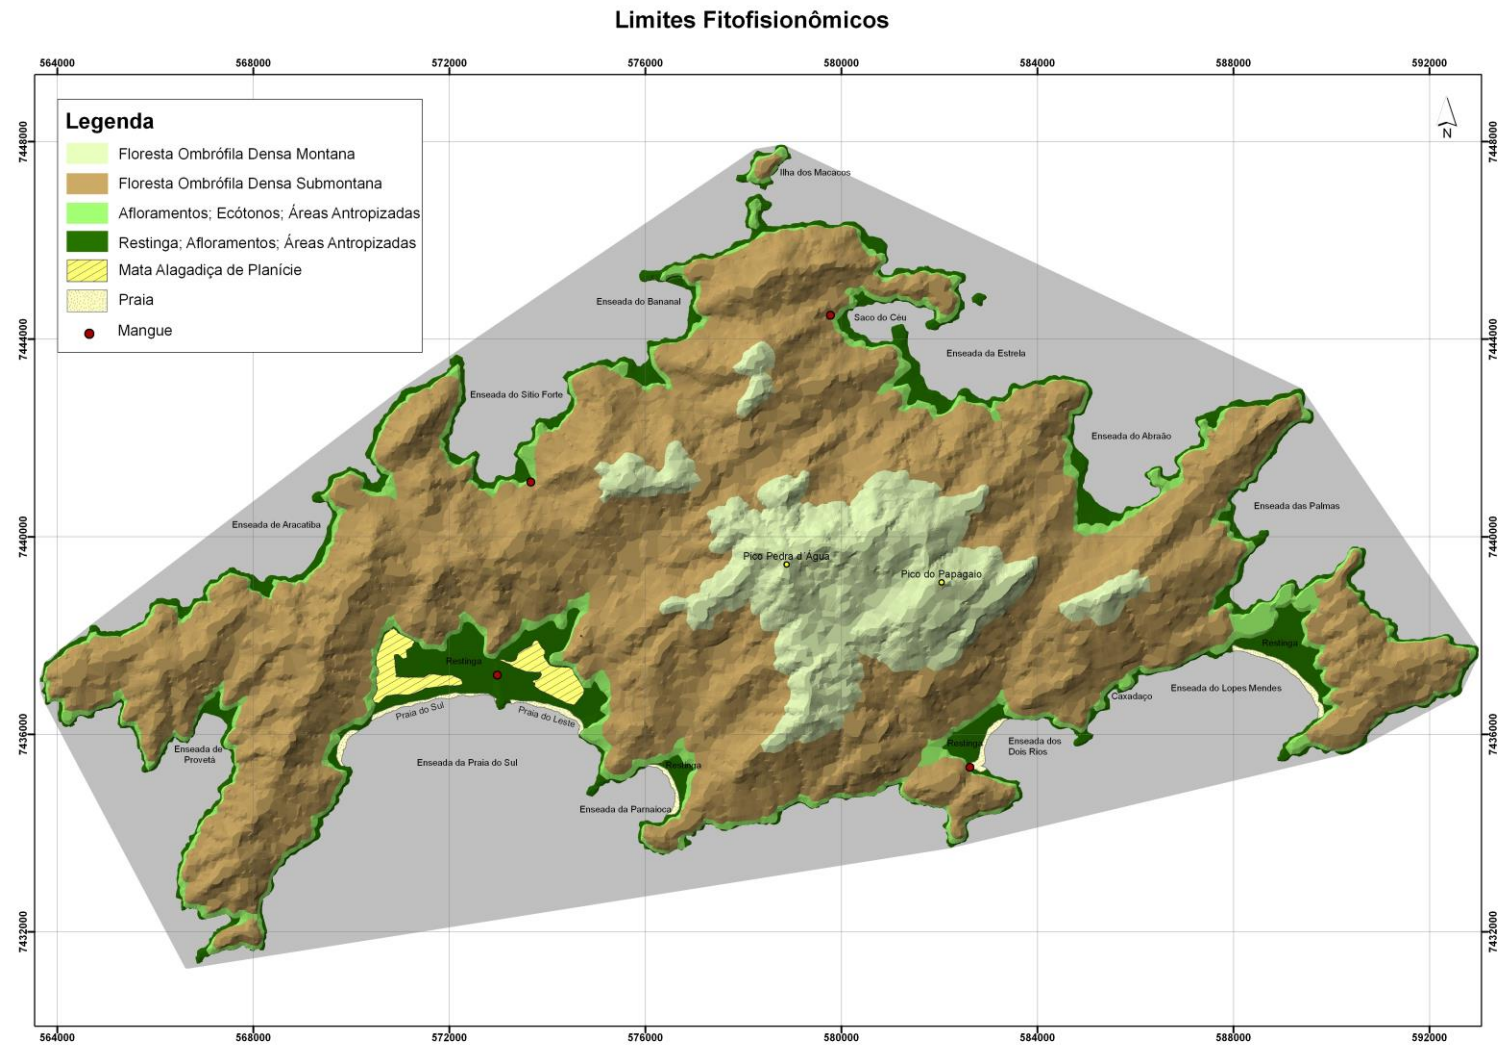 Limites Fitofisionômicos
564000 568000 572000 576000 580000 584000 588000 592000
Legenda
Floresta Ombrófila Densa Montana
Floresta Ombrófila Densa Submontana
Afloramentos; Ecótonos; Áreas Antropizadas
Restinga; Afloramentos; Áreas Antropizadas
Mata Alagadiça de Planície
Praia
Mangue
N
7448000 7448000
Ilha dos Macacos
Enseada do Bananal
Saco do Céu
7444000 7444000
Enseada da Estrela
Enseada do Sítio Forte
Enseada do Abraão
Enseada das Palmas
Enseada de Aracatiba
7440000 7440000
Pico Pedra d'Água
Pico do Papagaio
Restinga
Restinga
Enseada do Lopes Mendes
Caxadaço
Praia do Sul
Praia do Leste
7436000 7436000
Enseada de
Provetá
Restinga
Enseada dos
Dois Rios
Enseada da Praia do Sul
Restinga
Enseada da Parnaioca
7432000 7432000
564000 568000 572000 576000 580000 584000 588000 592000